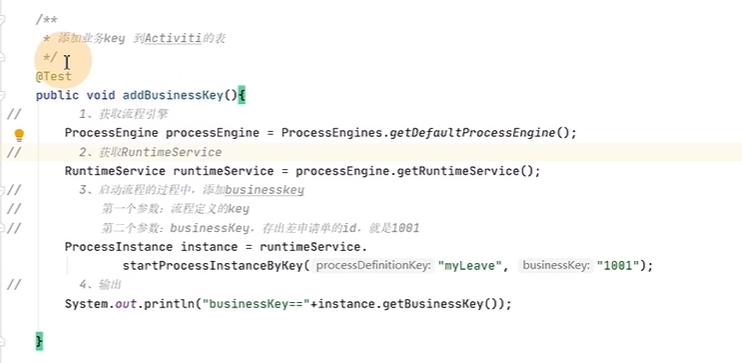 /**
* 添加业务key 到Activiti的表
*/
@Test
public void addBusinessKey(){
// 1、获取流程引擎
ProcessEngine processEngine = ProcessEngines.getDefaultProcessEngine();
// 2、获取RuntimeService
RuntimeService runtimeService = processEngine.getRuntimeService();
// 3、启动流程的过程中，添加businesskey
// 第一个参数：流程定义的key
// 第二个参数：businessKey，存出差申请单的id，就是1001
ProcessInstance instance = runtimeService.
startProcessInstanceByKey( processDefinitionKey: "myLeave", businessKey: "1001");
// 4、输出
System.out.println("businessKey=="+instance.getBusinessKey());
}